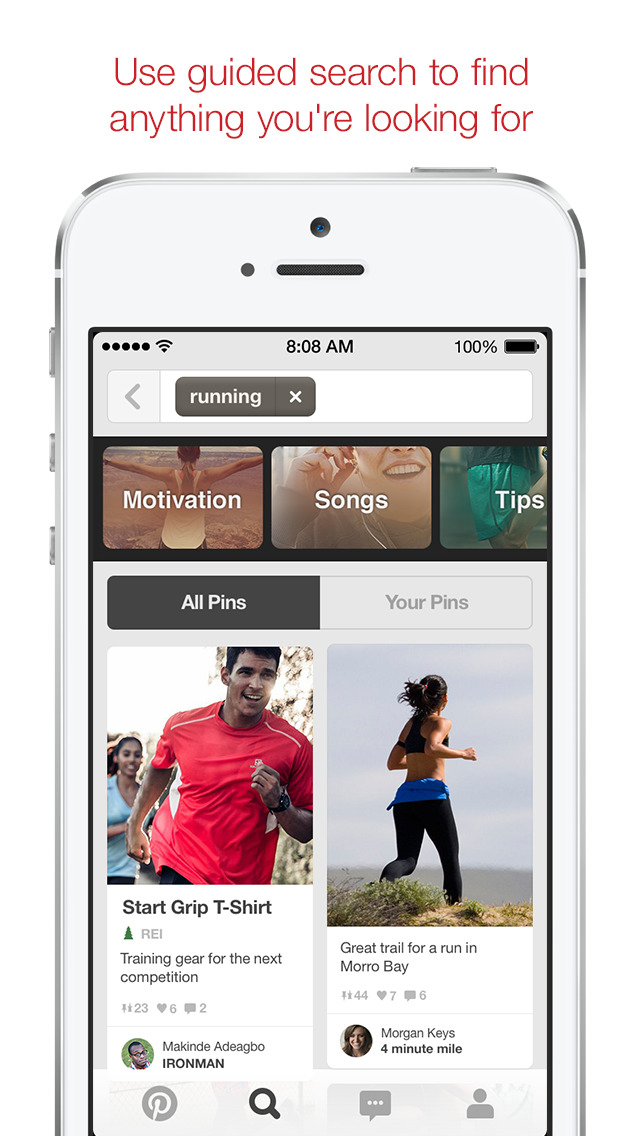 Use guided search to find
anything you're looking for
8:08 AM
100%
running
Motivation
Songs
Tips
All Pins
Your Pins
Start Grip T-Shirt
REI
Training gear for the next
competition
23 6 2
Makinde Adeagbo
IRONMAN
Great trail for a run in
Morro Bay
44 7 6
Morgan Keys
4 minute mile